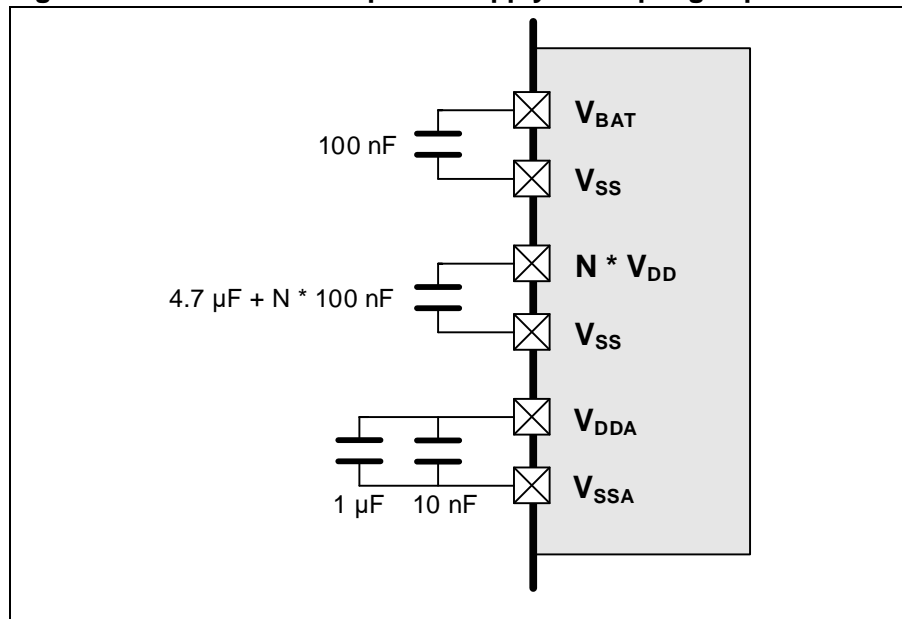 V_BAT
100 nF
V_SS
N * V_DD
4.7 µF + N * 100 nF
V_SS
V_DDA
V_SSA
1 µF 10 nF